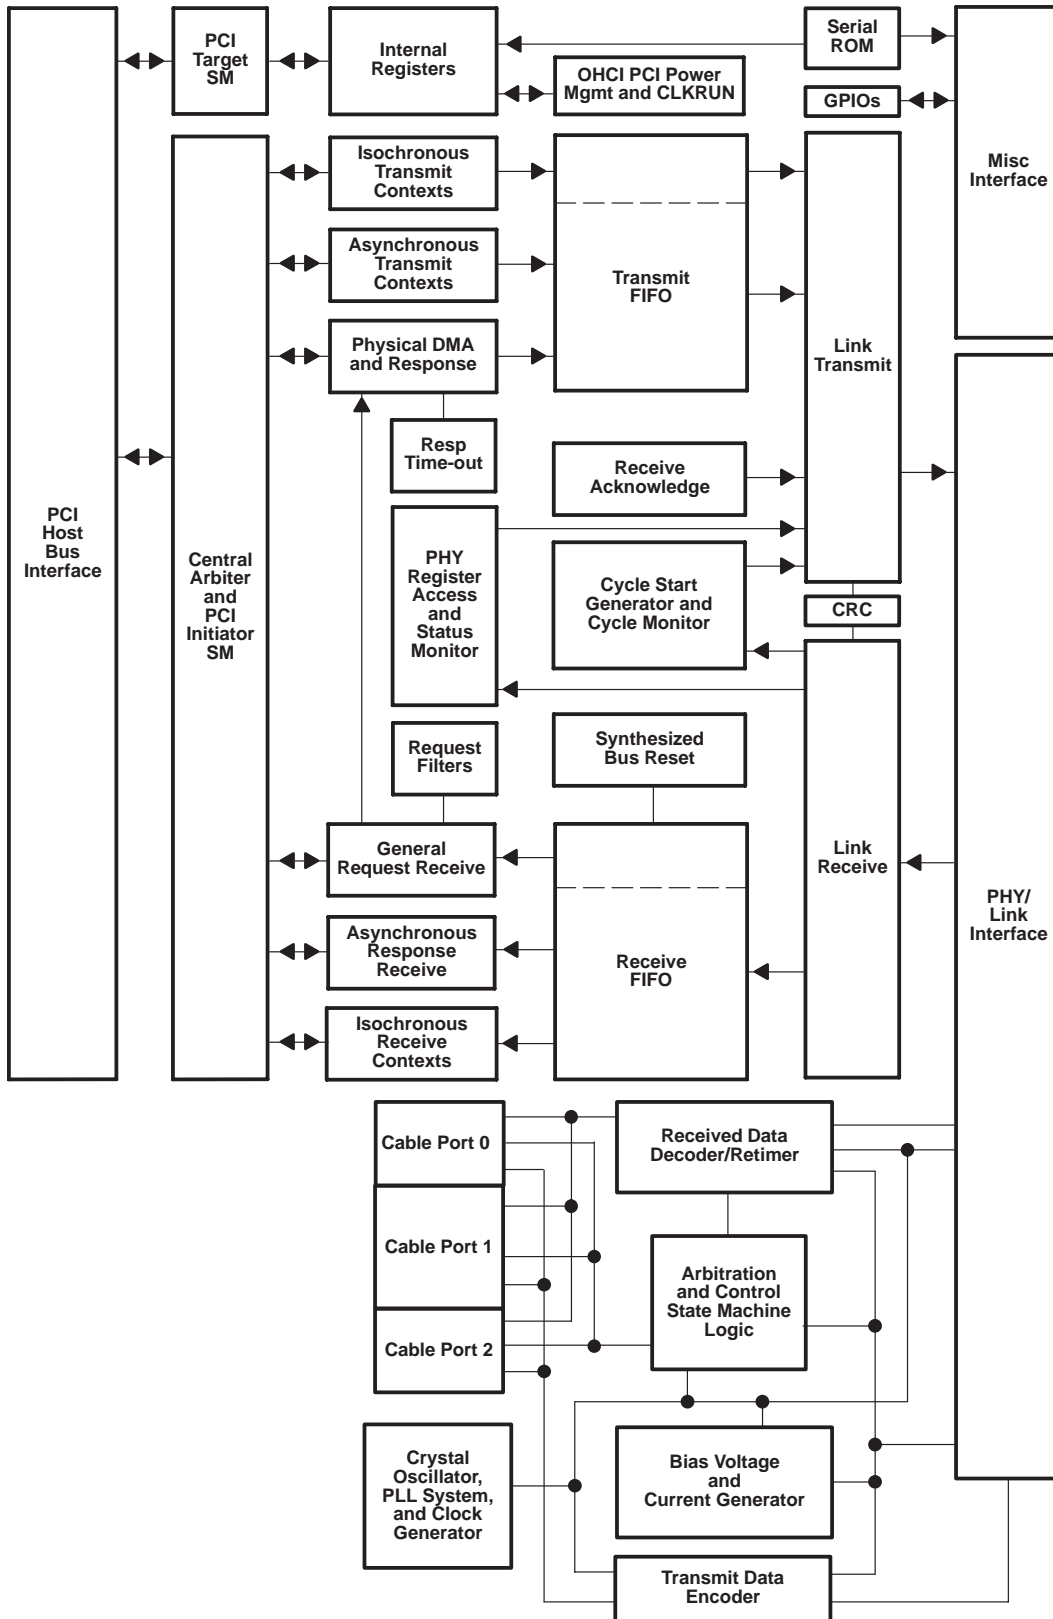 PCI
Target
SM
Internal
Registers
Serial
ROM
OHCI PCI Power
Mgmt and CLKRUN
GPIOs
Misc
Interface
Isochronous
Transmit
Contexts
Asynchronous
Transmit
Contexts
Transmit
FIFO
Physical DMA
and Response
Link
Transmit
Resp
Time-out
Receive
Acknowledge
PCI
Host
Bus
Interface
Central
Arbiter
and
PCI
Initiator
SM
PHY
Register
Access
and
Status
Monitor
Cycle Start
Generator and
Cycle Monitor
CRC
Request
Filters
Synthesized
Bus Reset
General
Request Receive
Link
Receive
PHY/
Link
Interface
Asynchronous
Response
Receive
Receive
FIFO
Isochronous
Receive
Contexts
Cable Port 0
Received Data
Decoder/Retimer
Cable Port 1
Arbitration
and Control
State Machine
Logic
Cable Port 2
Crystal
Oscillator,
PLL System,
and Clock
Generator
Bias Voltage
and
Current Generator
Transmit Data
Encoder